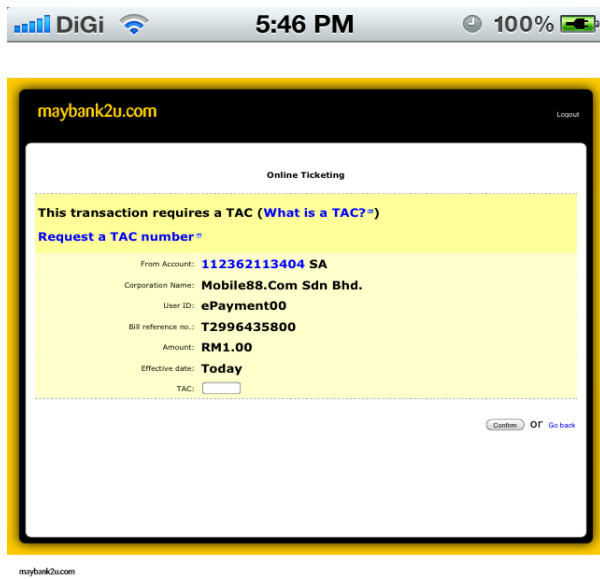 DiGi 5:46 PM 100%
maybank2u.com
Logout
Online Ticketing
This transaction requires a TAC (What is a TAC?)
Request a TAC number
From Account: 112362113404 SA
Corporation Name: Mobile88.Com Sdn Bhd.
User ID: ePayment00
Bill reference no.: T2996435800
Amount: RM1.00
Effective date: Today
TAC:
Confirm or Go back
maybank2u.com